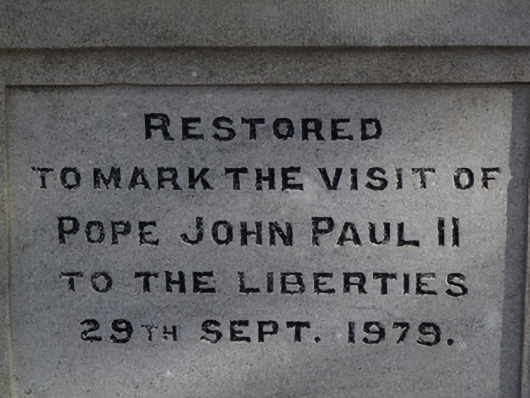 RESTORED
TO MARK THE VISIT OF
POPE JOHN PAUL II
TO THE LIBERTIES
29TH SEPT. 1979.